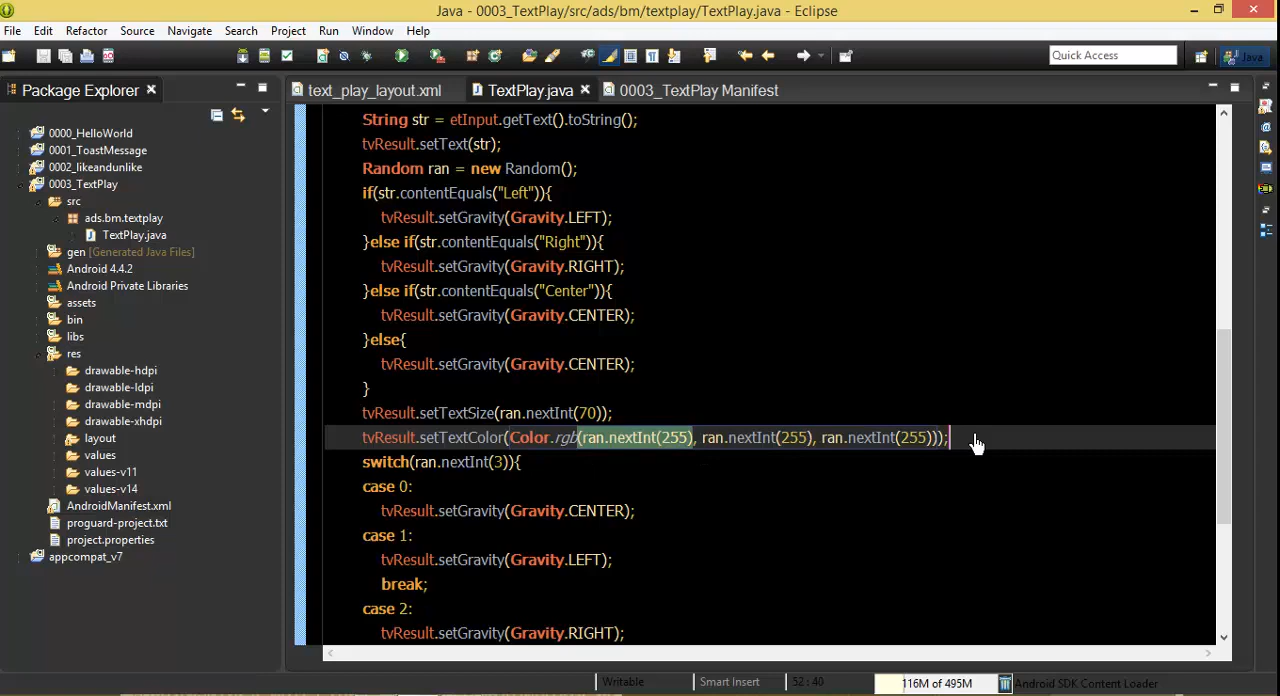 Java - 0003_TextPlay/src/ads/bm/textplay/TextPlay.java - Eclipse
File Edit Refactor Source Navigate Search Project Run Window Help
Quick Access
Java
Package Explorer
0000_HelloWorld
0001_ToastMessage
0002_likeandunlike
0003_TextPlay
src
ads.bm.textplay
TextPlay.java
gen [Generated Java Files]
Android 4.4.2
Android Private Libraries
assets
bin
libs
res
drawable-hdpi
drawable-ldpi
drawable-mdpi
drawable-xhdpi
layout
values
values-v11
values-v14
AndroidManifest.xml
proguard-project.txt
project.properties
appcompat_v7
text_play_layout.xml TextPlay.java 0003_TextPlay Manifest
String str = etInput.getText().toString();
tvResult.setText(str);
Random ran = new Random();
if(str.contentEquals("Left")){
tvResult.setGravity(Gravity.LEFT);
}else if(str.contentEquals("Right")){
tvResult.setGravity(Gravity.RIGHT);
}else if(str.contentEquals("Center")){
tvResult.setGravity(Gravity.CENTER);
}else{
tvResult.setGravity(Gravity.CENTER);
}
tvResult.setTextSize(ran.nextInt(70));
tvResult.setTextColor(Color.rgb(ran.nextInt(255), ran.nextInt(255), ran.nextInt(255)));
switch(ran.nextInt(3)){
case 0:
tvResult.setGravity(Gravity.CENTER);
case 1:
tvResult.setGravity(Gravity.LEFT);
break;
case 2:
tvResult.setGravity(Gravity.RIGHT);
Writable Smart Insert 32:40 116M of 495M Android SDK Content Loader